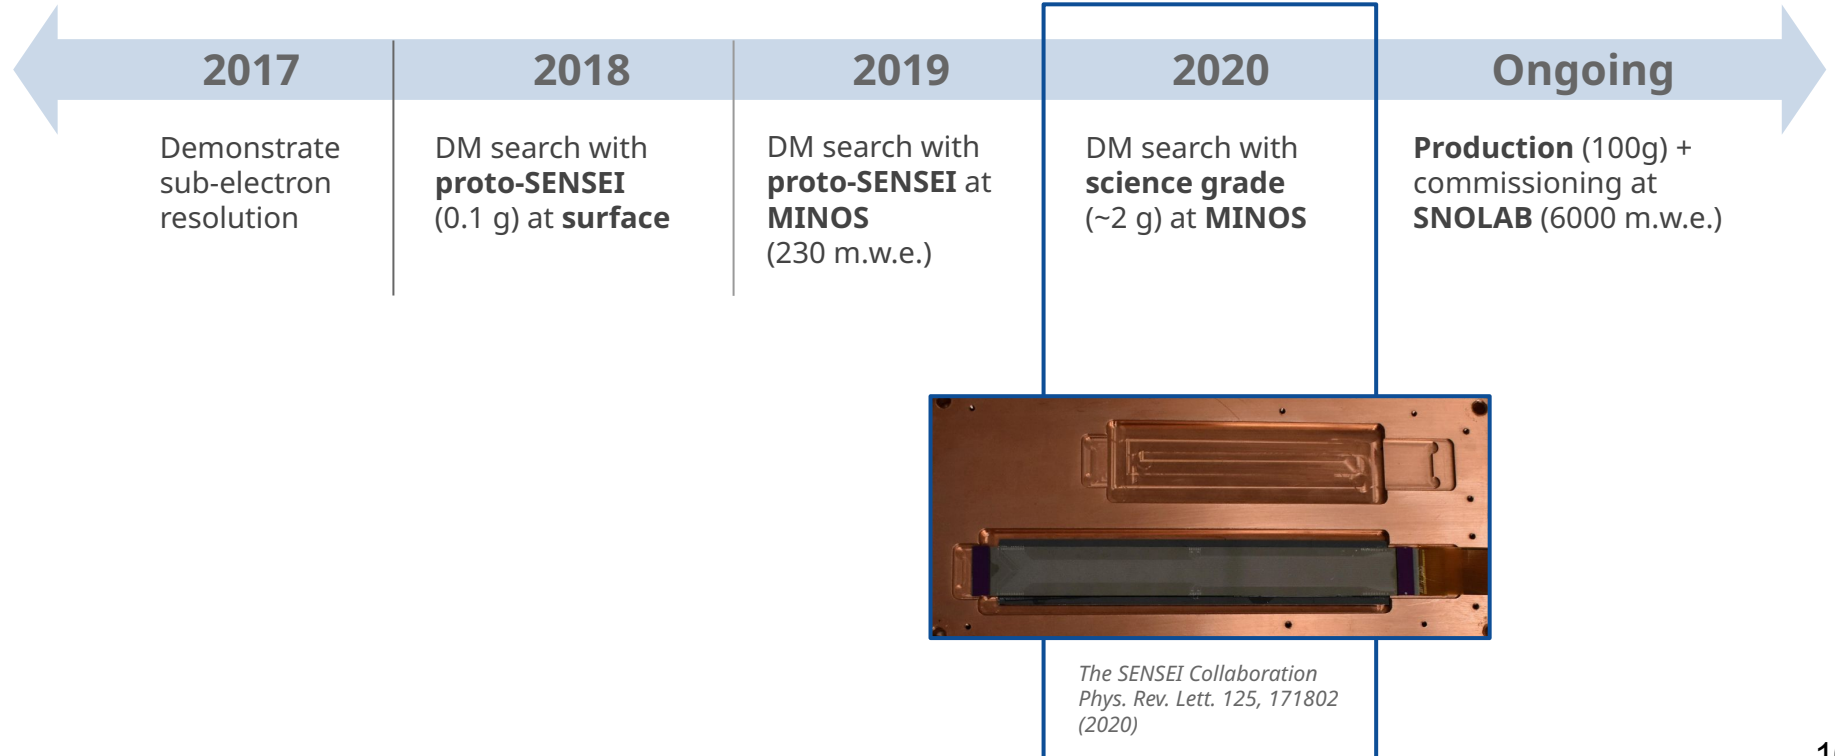 2017
Demonstrate
sub-electron
resolution
2018
DM search with
proto-SENSEI
(0.1 g) at surface
2019
DM search with
proto-SENSEI at
MINOS
(230 m.w.e.)
2020
DM search with
science grade
(~2 g) at MINOS
The SENSEI Collaboration
Phys. Rev. Lett. 125, 171802
(2020)
Ongoing
Production (100g) +
commissioning at
SNOLAB (6000 m.w.e.)